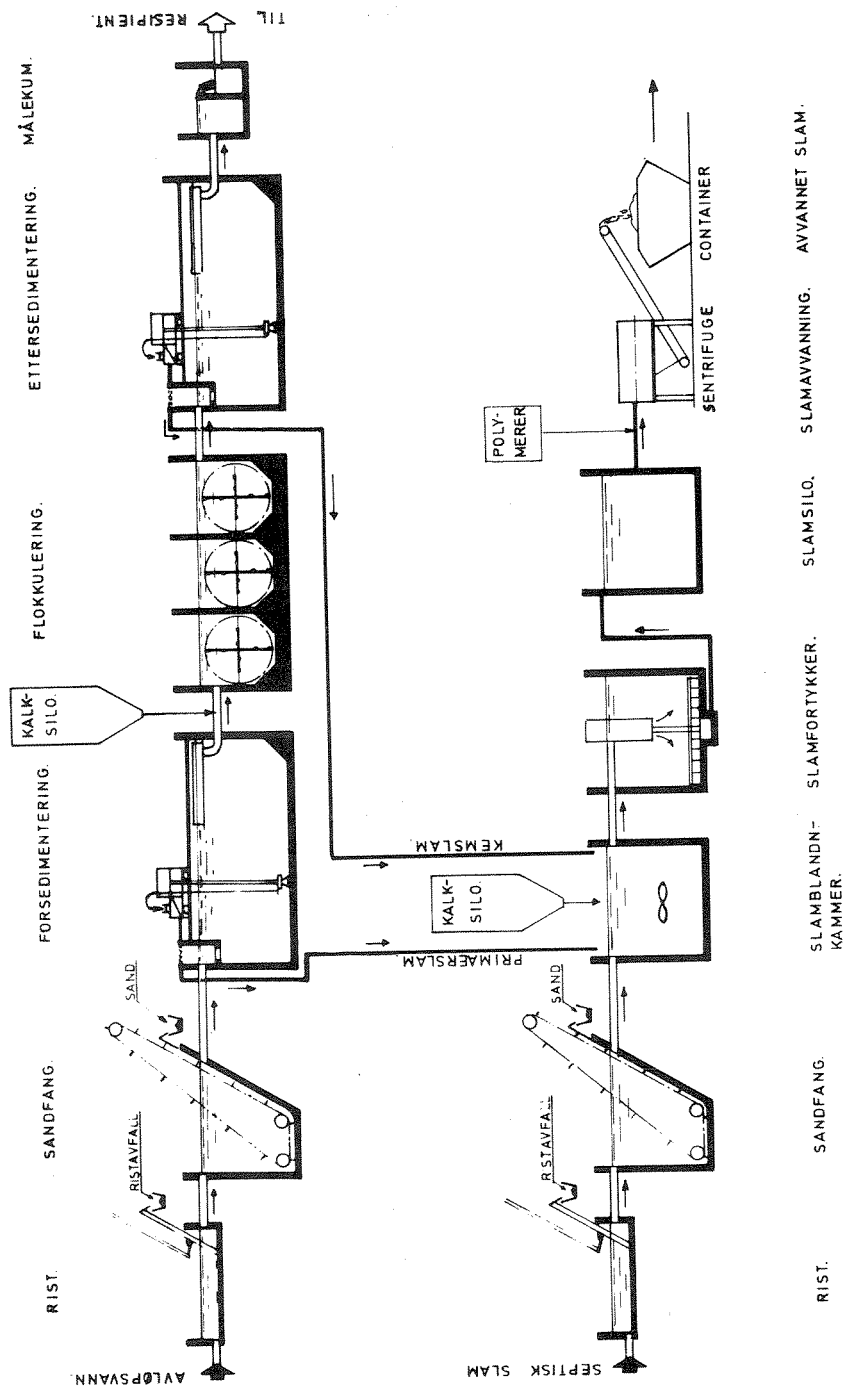 RIST.
SANDFANG.
FORSEDIMENTERING.
FLOKKULERING.
ETTERSEDIMENTERING.
MÅLEKUM.
AVLØPSVANN.
RISTAVFALL
SAND
KALK-
SILO.
TIL
RESIPIENT.
PRIMAERSLAM.
KEMSLAM
SEPTISK SLAM
RISTAVFALL
SAND
KALK-
SILO.
POLY-
MERER
SENTRIFUGE
CONTAINER
RIST.
SANDFANG.
SLAMBLANDN-
KAMMER.
SLAMFORTYKKER.
SLAMSILO.
SLAMAVVANNING.
AVVANNET SLAM.